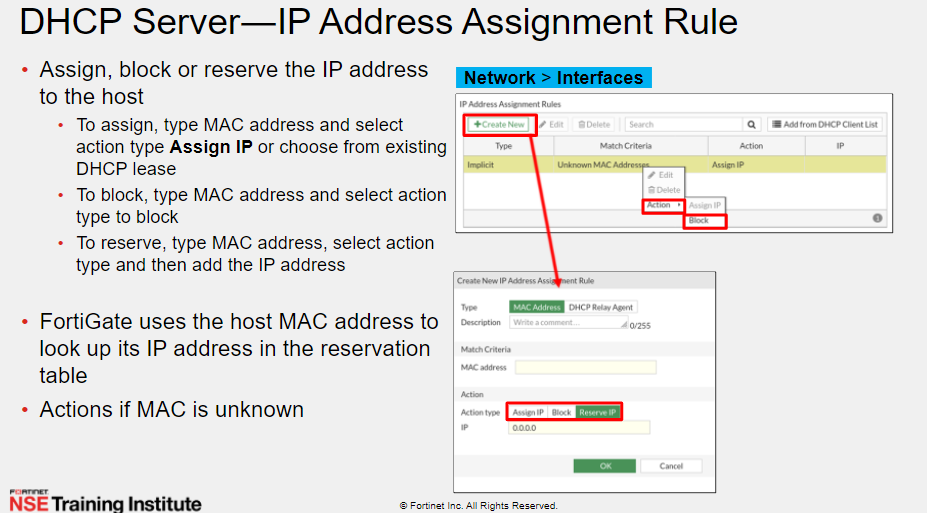 DHCP Server—IP Address Assignment Rule
• Assign, block or reserve the IP address
to the host
• To assign, type MAC address and select
action type Assign IP or choose from existing
DHCP lease
• To block, type MAC address and select action
type to block
• To reserve, type MAC address, select action
type and then add the IP address
• FortiGate uses the host MAC address to
look up its IP address in the reservation
table
• Actions if MAC is unknown
Network > Interfaces
IP Address Assignment Rules
+Create New Edit Delete Search Add from DHCP Client List
Type Match Criteria Action IP
Implicit Unknown MAC Addresses Assign IP
Edit
Delete
Action Assign IP
Block
Create New IP Address Assignment Rule
Type MAC Address DHCP Relay Agent
Description Write a comment... 0/255
Match Criteria
MAC address
Action
Action type Assign IP Block Reserve IP
IP 0.0.0.0
OK Cancel
FORTINET
NSE Training Institute
© Fortinet Inc. All Rights Reserved.